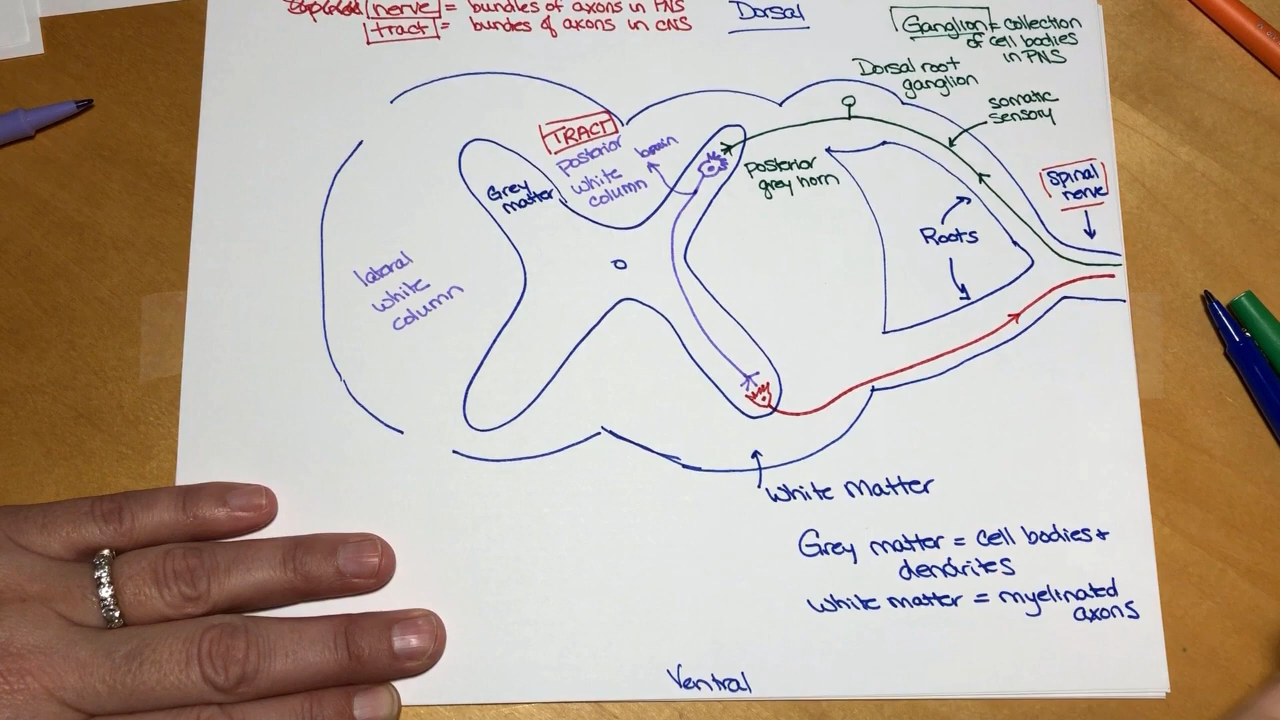 nerve = bundles of axons in PNS
tract = bundes of axons in CNS
Dorsal
Ganglion = collection
of cell bodies
in PNS
Dorsal root
ganglion
somatic
sensory
TRACT
posterior
white
column
brain
Grey
matter
posterior
grey horn
Spinal
nerve
Roots
lateral
white
column
White Matter
Grey matter = cell bodies +
dendrites
White matter = myelinated
axons
Ventral